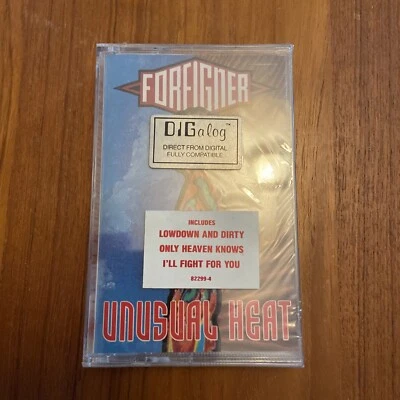 FOREIGNER
DIGalog™
DIRECT FROM DIGITAL
FULLY COMPATIBLE
INCLUDES
LOWDOWN AND DIRTY
ONLY HEAVEN KNOWS
I'LL FIGHT FOR YOU
82299-4
UNUSUAL HEAT